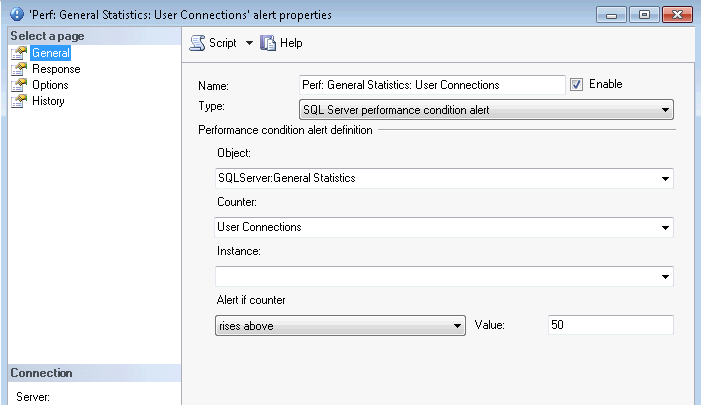 'Perf: General Statistics: User Connections' alert properties
Select a page
General
Response
Options
History
Script
Help
Name: Perf: General Statistics: User Connections Enable
Type: SQL Server performance condition alert
Performance condition alert definition
Object:
SQLServer:General Statistics
Counter:
User Connections
Instance:
Alert if counter
rises above Value: 50
Connection
Server: